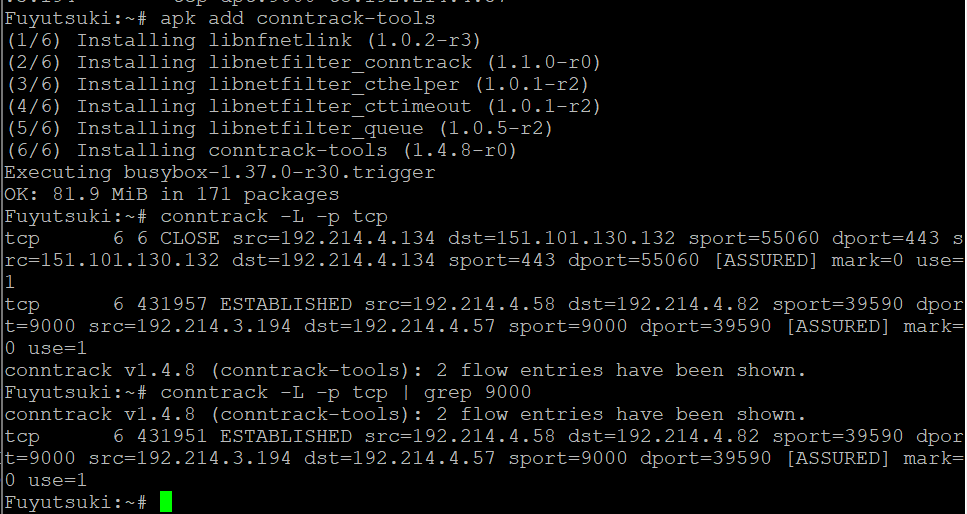 Fuyutsuki:~# apk add conntrack-tools
(1/6) Installing libnfnetlink (1.0.2-r3)
(2/6) Installing libnetfilter_conntrack (1.1.0-r0)
(3/6) Installing libnetfilter_cthelper (1.0.1-r2)
(4/6) Installing libnetfilter_cttimeout (1.0.1-r2)
(5/6) Installing libnetfilter_queue (1.0.5-r2)
(6/6) Installing conntrack-tools (1.4.8-r0)
Executing busybox-1.37.0-r30.trigger
OK: 81.9 MiB in 171 packages
Fuyutsuki:~# conntrack -L -p tcp
tcp      6 6 CLOSE src=192.214.4.134 dst=151.101.130.132 sport=55060 dport=443 s
rc=151.101.130.132 dst=192.214.4.134 sport=443 dport=55060 [ASSURED] mark=0 use=
1
tcp      6 431957 ESTABLISHED src=192.214.4.58 dst=192.214.4.82 sport=39590 dpor
t=9000 src=192.214.3.194 dst=192.214.4.57 sport=9000 dport=39590 [ASSURED] mark=
0 use=1
conntrack v1.4.8 (conntrack-tools): 2 flow entries have been shown.
Fuyutsuki:~# conntrack -L -p tcp | grep 9000
conntrack v1.4.8 (conntrack-tools): 2 flow entries have been shown.
tcp      6 431951 ESTABLISHED src=192.214.4.58 dst=192.214.4.82 sport=39590 dpor
t=9000 src=192.214.3.194 dst=192.214.4.57 sport=9000 dport=39590 [ASSURED] mark=
0 use=1
Fuyutsuki:~#